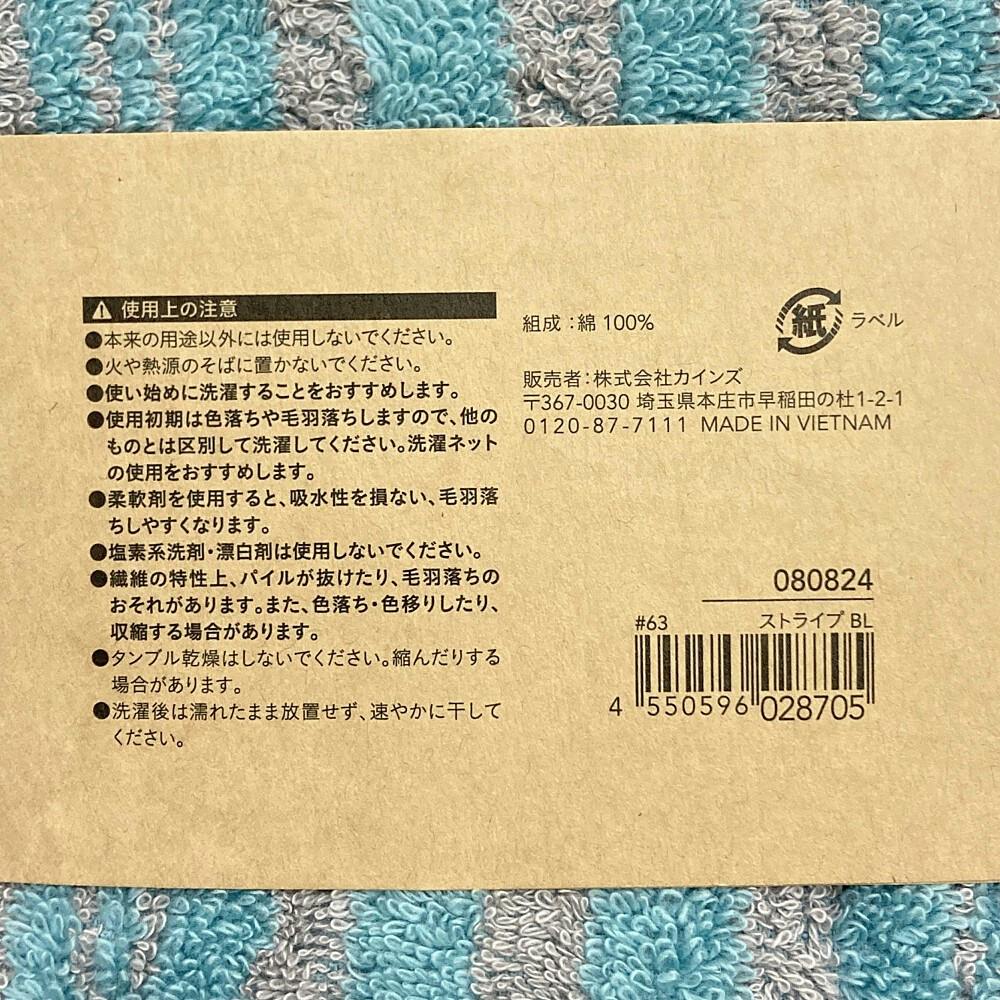 使用上の注意
●本来の用途以外には使用しないでください。
●火や熱源のそばに置かないでください。
●使い始めに洗濯することをおすすめします。
●使用初期は色落ちや毛羽落ちしますので、他の
ものとは区別して洗濯してください。洗濯ネット
の使用をおすすめします。
●柔軟剤を使用すると、吸水性を損ない、毛羽落
ちしやすくなります。
●塩素系洗剤・漂白剤は使用しないでください。
●繊維の特性上、パイルが抜けたり、毛羽落ちの
おそれがあります。また、色落ち・色移りしたり、
収縮する場合があります。
●タンブル乾燥はしないでください。縮んだりする
場合があります。
●洗濯後は濡れたまま放置せず、速やかに干して
ください。
組成：綿 100%
紙 ラベル
販売者：株式会社カインズ
〒367-0030 埼玉県本庄市早稲田の杜1-2-1
0120-87-7111 MADE IN VIETNAM
080824
#63 ストライプ BL
4 550596 028705